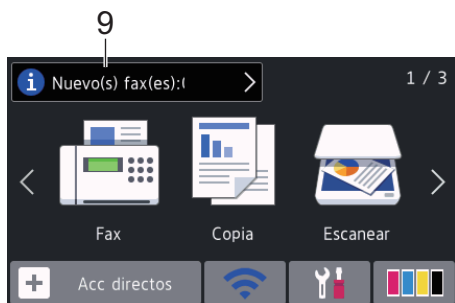 9
Nuevo(s) fax(es):
1 / 3
Fax Copia Escanear
Acc directos